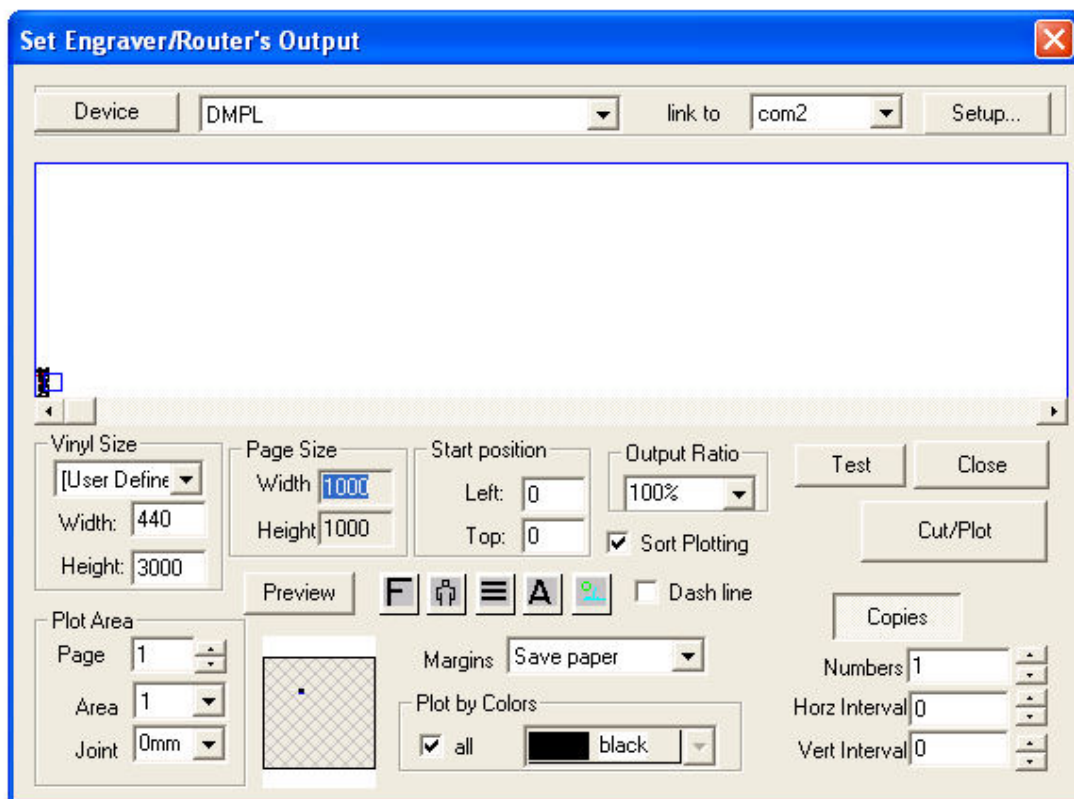 Set Engraver/Router's Output
Device DMPL link to com2 Setup...
Vinyl Size Page Size Start position Output Ratio Test Close
[User Define Width 1000 Left: 0 100%
Width: 440 Height 1000 Top: 0 Sort Plotting Cut/Plot
Height: 3000
Preview F A Dash line
Plot Area Copies
Page 1 Margins Save paper Numbers 1
Area 1 Plot by Colors Horz Interval 0
Joint 0mm all black Vert Interval 0